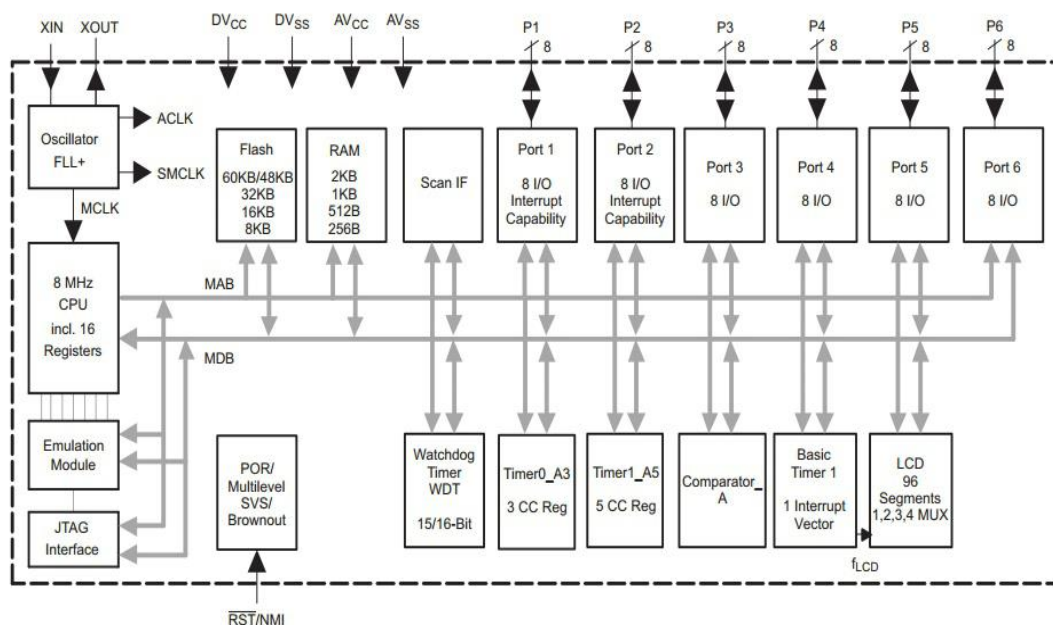 XIN XOUT DVCC DVSS AVCC AVSS P1 P2 P3 P4 P5 P6
8 8 8 8 8 8
Oscillator
FLL+
ACLK
SMCLK
MCLK
Flash
60KB/48KB
32KB
16KB
8KB
RAM
2KB
1KB
512B
256B
Scan IF
Port 1
8 I/O
Interrupt
Capability
Port 2
8 I/O
Interrupt
Capability
Port 3
8 I/O
Port 4
8 I/O
Port 5
8 I/O
Port 6
8 I/O
8 MHz
CPU
incl. 16
Registers
MAB
MDB
Emulation
Module
JTAG
Interface
POR/
Multilevel
SVS/
Brownout
Watchdog
Timer
WDT
15/16-Bit
Timer0_A3
3 CC Reg
Timer1_A5
5 CC Reg
Comparator_
A
Basic
Timer 1
1 Interrupt
Vector
LCD
96
Segments
1,2,3,4 MUX
fLCD
RST/NMI